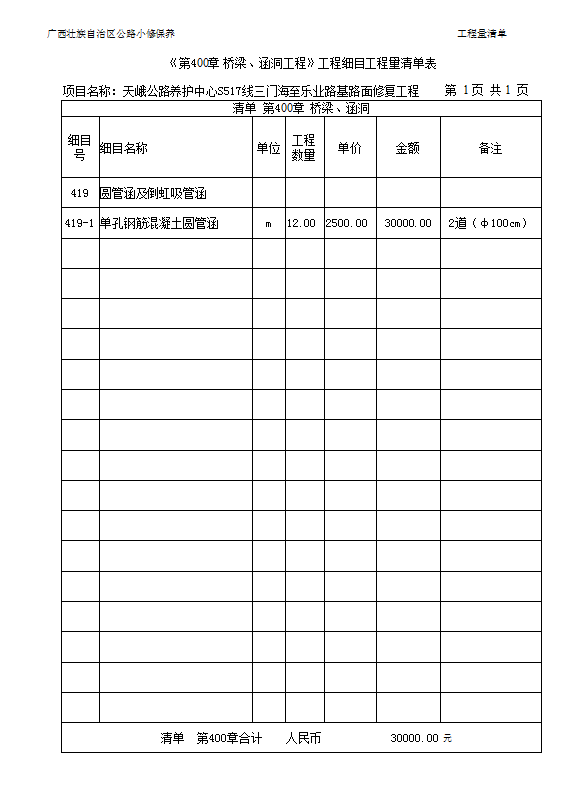 广西壮族自治区公路小修保养 工程量清单
《第400章 桥梁、涵洞工程》工程细目工程量清单表
项目名称：天峨公路养护中心S517线三门海至乐业路基路面修复工程 第 1页 共1 页
清单 第400章 桥梁、涵洞
细目号 细目名称 单位 工程数量 单价 金额 备注
419 圆管涵及倒虹吸管涵
419-1 单孔钢筋混凝土圆管涵 m 12.00 2500.00 30000.00 2道（φ100cm）
清单 第400章合计 人民币 30000.00 元